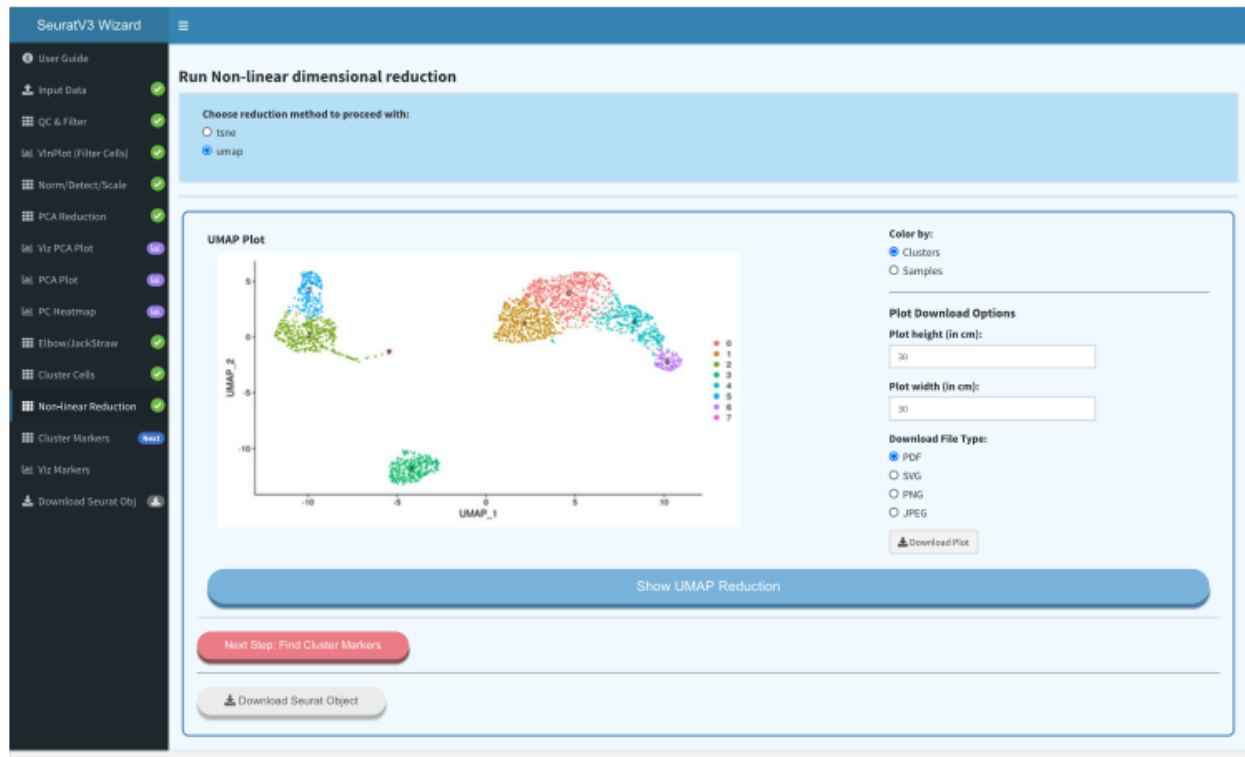 SeuratV3 Wizard
User Guide
Input Data
QC & Filter
VlnPlot (Filter Cells)
Norm/Detect/Scale
PCA Reduction
Viz PCA Plot
PCA Plot
PC Heatmap
Elbow/JackStraw
Cluster Cells
Non-linear Reduction
Cluster Markers Next
Viz Markers
Download Seurat Obj
Run Non-linear dimensional reduction
Choose reduction method to proceed with:
tsne
umap
UMAP Plot
5
0
-5
-10
UMAP_2
-10 -5 0 5 10
UMAP_1
0
1
2
3
4
5
6
7
Color by:
Clusters
Samples
Plot Download Options
Plot height (in cm):
30
Plot width (in cm):
30
Download File Type:
PDF
SVG
PNG
JPEG
Download Plot
Show UMAP Reduction
Next Step: Find Cluster Markers
Download Seurat Object